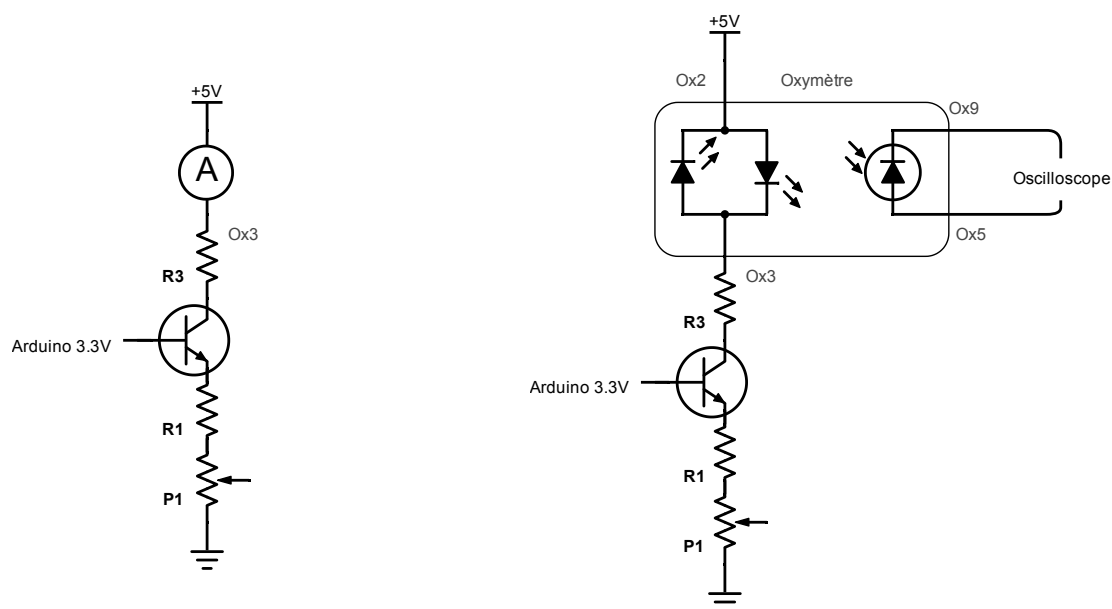 +5V
A
Ox3
R3
Arduino 3.3V
R1
P1
+5V
Ox2
Oxymètre
Ox9
Oscilloscope
Ox5
Ox3
R3
Arduino 3.3V
R1
P1